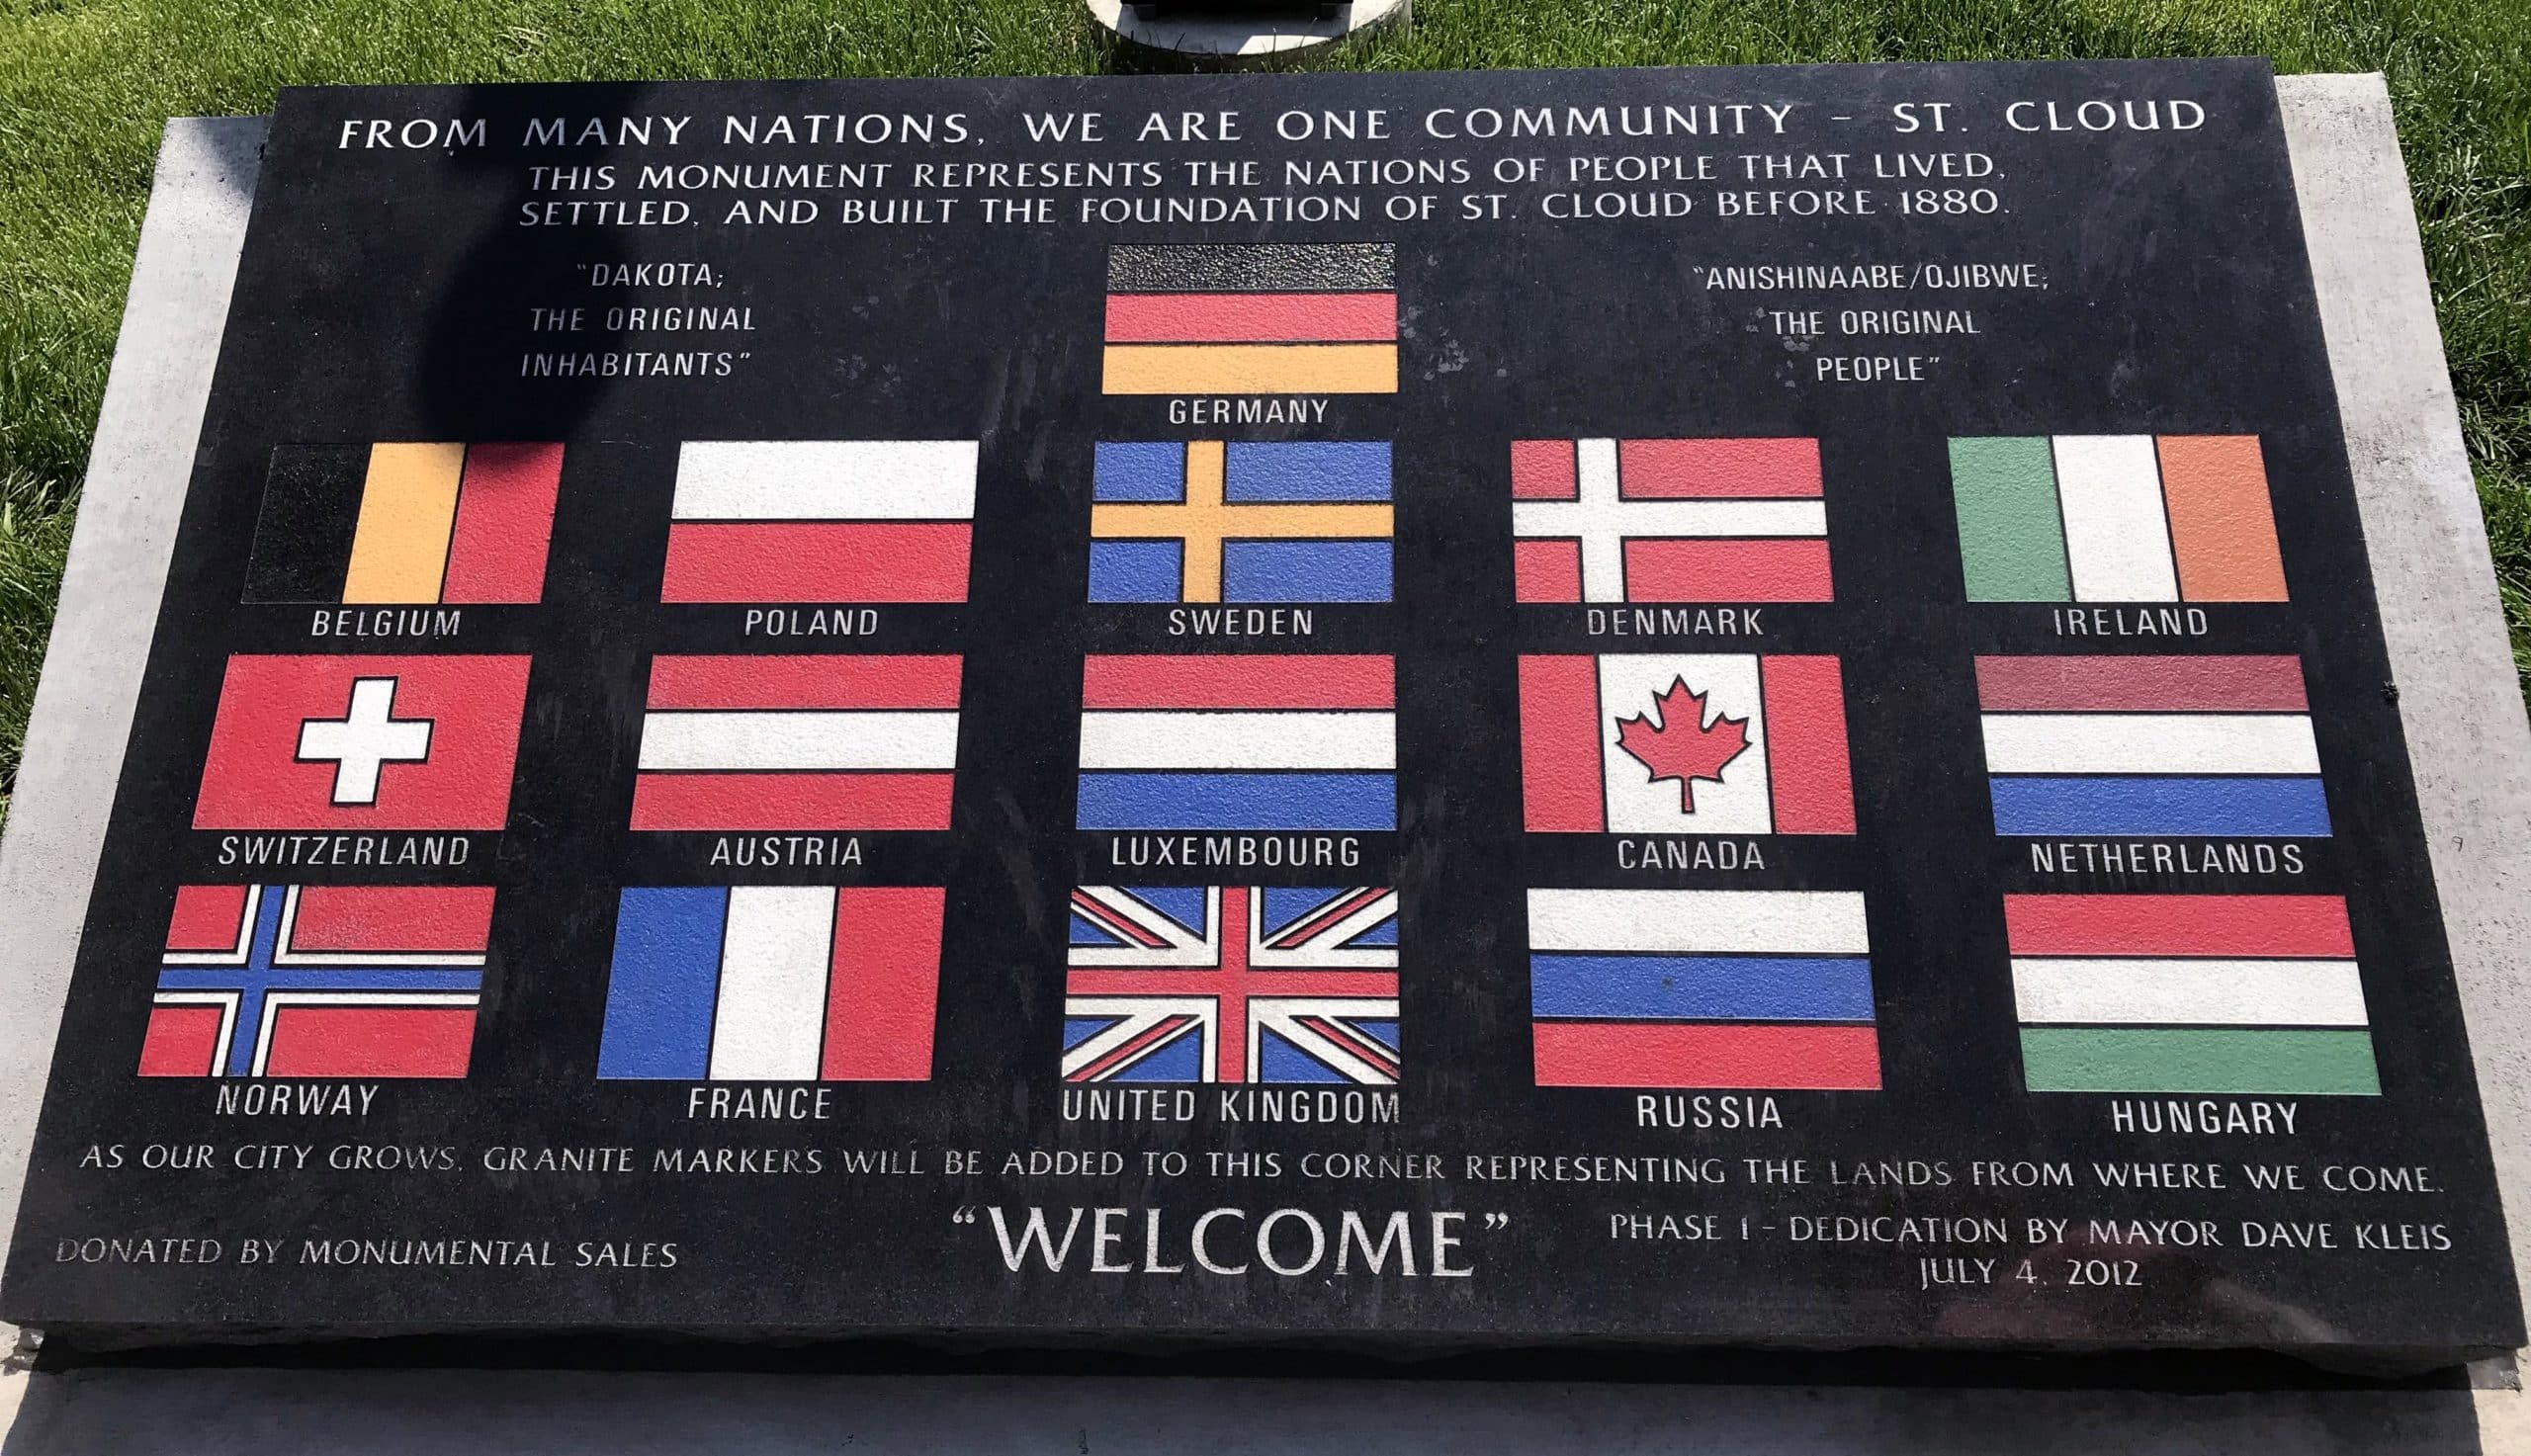 FROM MANY NATIONS, WE ARE ONE COMMUNITY - ST. CLOUD
THIS MONUMENT REPRESENTS THE NATIONS OF PEOPLE THAT LIVED,
SETTLED, AND BUILT THE FOUNDATION OF ST. CLOUD BEFORE 1880.
"DAKOTA;
THE ORIGINAL
INHABITANTS"
"ANISHINAABE/OJIBWE;
THE ORIGINAL
PEOPLE"
GERMANY
BELGIUM
POLAND
SWEDEN
DENMARK
IRELAND
SWITZERLAND
AUSTRIA
LUXEMBOURG
CANADA
NETHERLANDS
NORWAY
FRANCE
UNITED KINGDOM
RUSSIA
HUNGARY
AS OUR CITY GROWS, GRANITE MARKERS WILL BE ADDED TO THIS CORNER REPRESENTING THE LANDS FROM WHERE WE COME.
"WELCOME"
DONATED BY MONUMENTAL SALES
PHASE I - DEDICATION BY MAYOR DAVE KLEIS
JULY 4, 2012